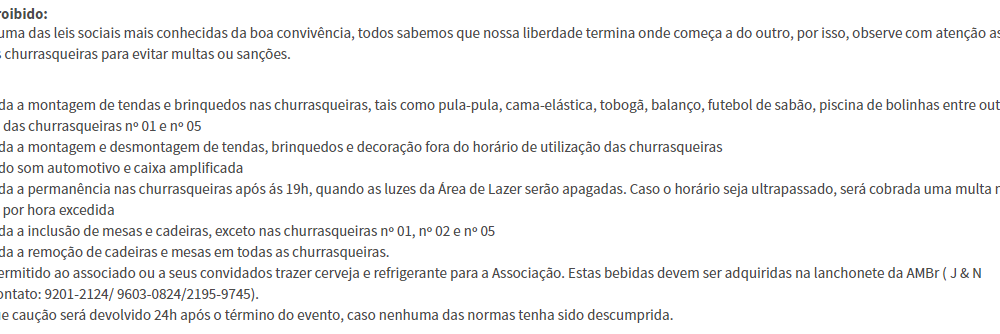 roibido:
uma das leis sociais mais conhecidas da boa convivência, todos sabemos que nossa liberdade termina onde começa a do outro, por isso, observe com atenção as
s churrasqueiras para evitar multas ou sanções.
da a montagem de tendas e brinquedos nas churrasqueiras, tais como pula-pula, cama-elástica, tobogã, balanço, futebol de sabão, piscina de bolinhas entre out
das churrasqueiras nº 01 e nº 05
da a montagem e desmontagem de tendas, brinquedos e decoração fora do horário de utilização das churrasqueiras
do som automotivo e caixa amplificada
da a permanência nas churrasqueiras após ás 19h, quando as luzes da Área de Lazer serão apagadas. Caso o horário seja ultrapassado, será cobrada uma multa
por hora excedida
da a inclusão de mesas e cadeiras, exceto nas churrasqueiras nº 01, nº 02 e nº 05
da a remoção de cadeiras e mesas em todas as churrasqueiras.
ermitido ao associado ou a seus convidados trazer cerveja e refrigerante para a Associação. Estas bebidas devem ser adquiridas na lanchonete da AMBr ( J & N
ontato: 9201-2124/ 9603-0824/2195-9745).
e caução será devolvido 24h após o término do evento, caso nenhuma das normas tenha sido descumprida.